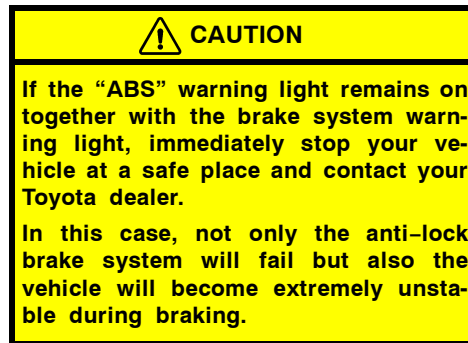 CAUTION
If the “ABS” warning light remains on
together with the brake system warn-
ing light, immediately stop your ve-
hicle at a safe place and contact your
Toyota dealer.
In this case, not only the anti–lock
brake system will fail but also the
vehicle will become extremely unsta-
ble during braking.